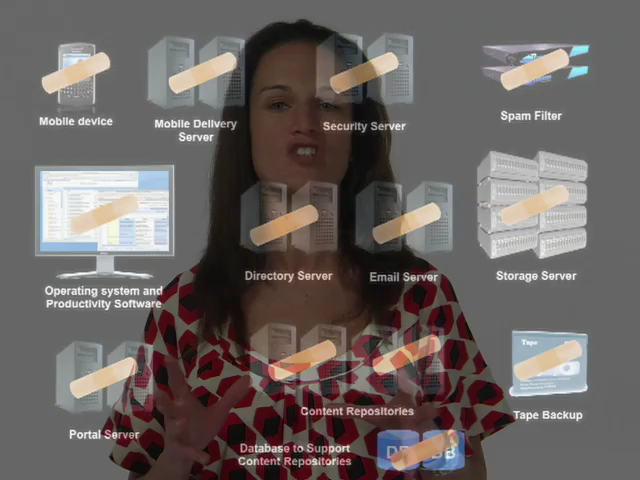 Mobile device
Mobile Delivery
Server
Security Server
Spam Filter
Operating system and
Productivity Software
Directory Server
Email Server
Storage Server
Portal Server
Content Repositories
Tape
Tape Backup
Database to Support
Content Repositories
DB